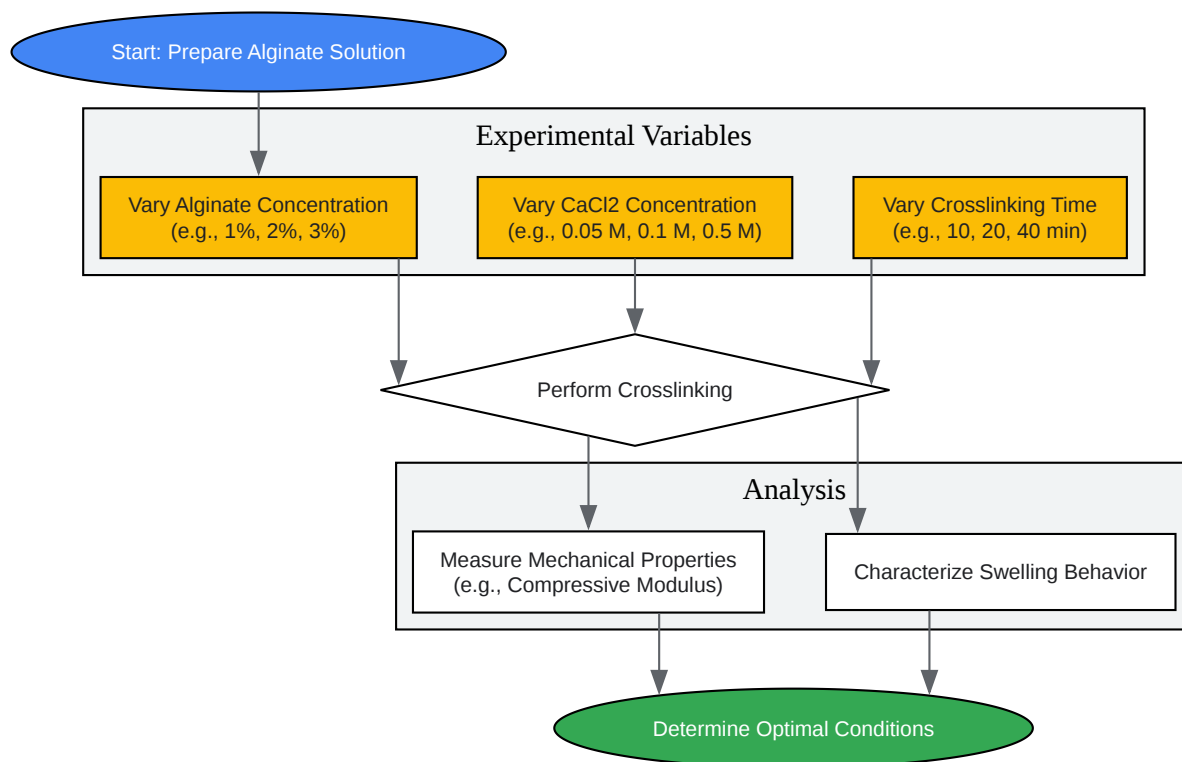 Start: Prepare Alginate Solution
Experimental Variables
Vary Alginate Concentration
(e.g., 1%, 2%, 3%)
Vary CaCl2 Concentration
(e.g., 0.05 M, 0.1 M, 0.5 M)
Vary Crosslinking Time
(e.g., 10, 20, 40 min)
Perform Crosslinking
Analysis
Measure Mechanical Properties
(e.g., Compressive Modulus)
Characterize Swelling Behavior
Determine Optimal Conditions